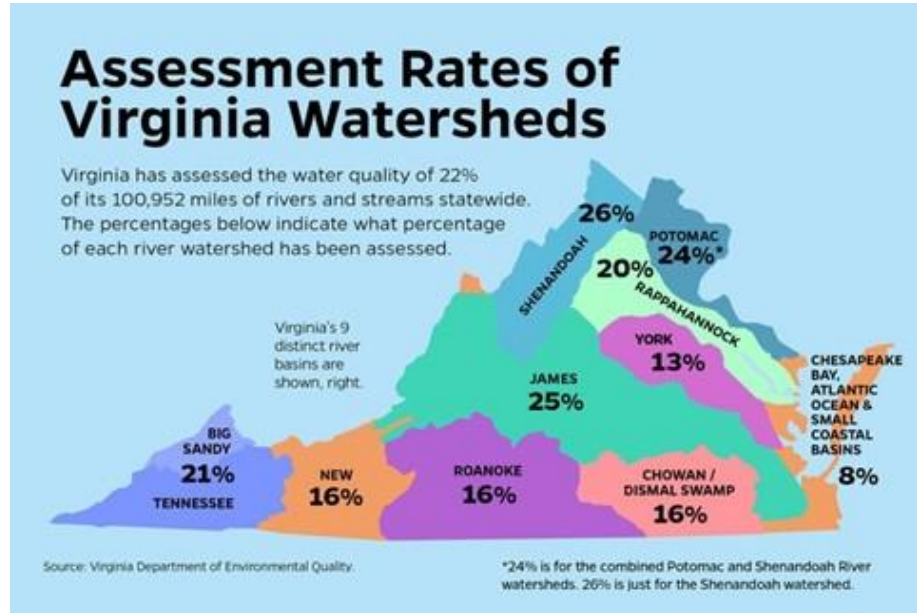 Assessment Rates of
Virginia Watersheds
Virginia has assessed the water quality of 22%
of its 100,952 miles of rivers and streams statewide.
The percentages below indicate what percentage
of each river watershed has been assessed.
26%
SHENANDOAH
POTOMAC
24%*
20%
RAPPAHANNOCK
Virginia's 9
distinct river
basins are
shown, right.
YORK
13%
JAMES
25%
CHESAPEAKE
BAY,
ATLANTIC
OCEAN &
SMALL
COASTAL
BASINS
8%
BIG
SANDY
21%
TENNESSEE
NEW
16%
ROANOKE
16%
CHOWAN /
DISMAL SWAMP
16%
Source: Virginia Department of Environmental Quality.
*24% is for the combined Potomac and Shenandoah River
watersheds. 26% is just for the Shenandoah watershed.